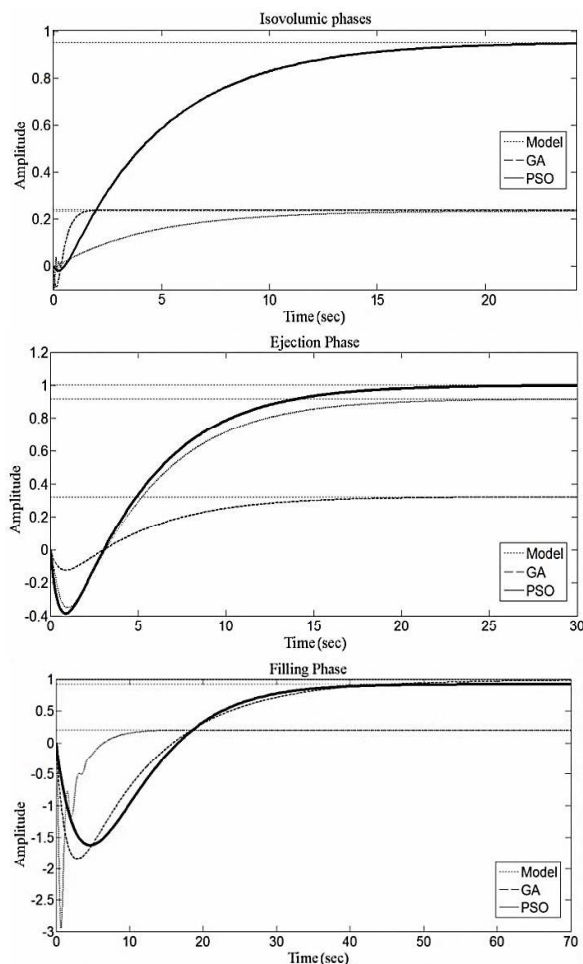 Isovolumic phases
1
0.8
0.6
0.4
0.2
0
Amplitude
Model
GA
PSO
0 5 10 15 20
Time (sec)
Ejection Phase
1.2
1
0.8
0.6
0.4
0.2
0
-0.2
-0.4
Amplitude
Model
GA
PSO
0 5 10 15 20 25 30
Time (sec)
Filling Phase
1
0.5
0
-0.5
-1
-1.5
-2
-2.5
-3
Amplitude
Model
GA
PSO
0 10 20 30 40 50 60 70
Time (sec)